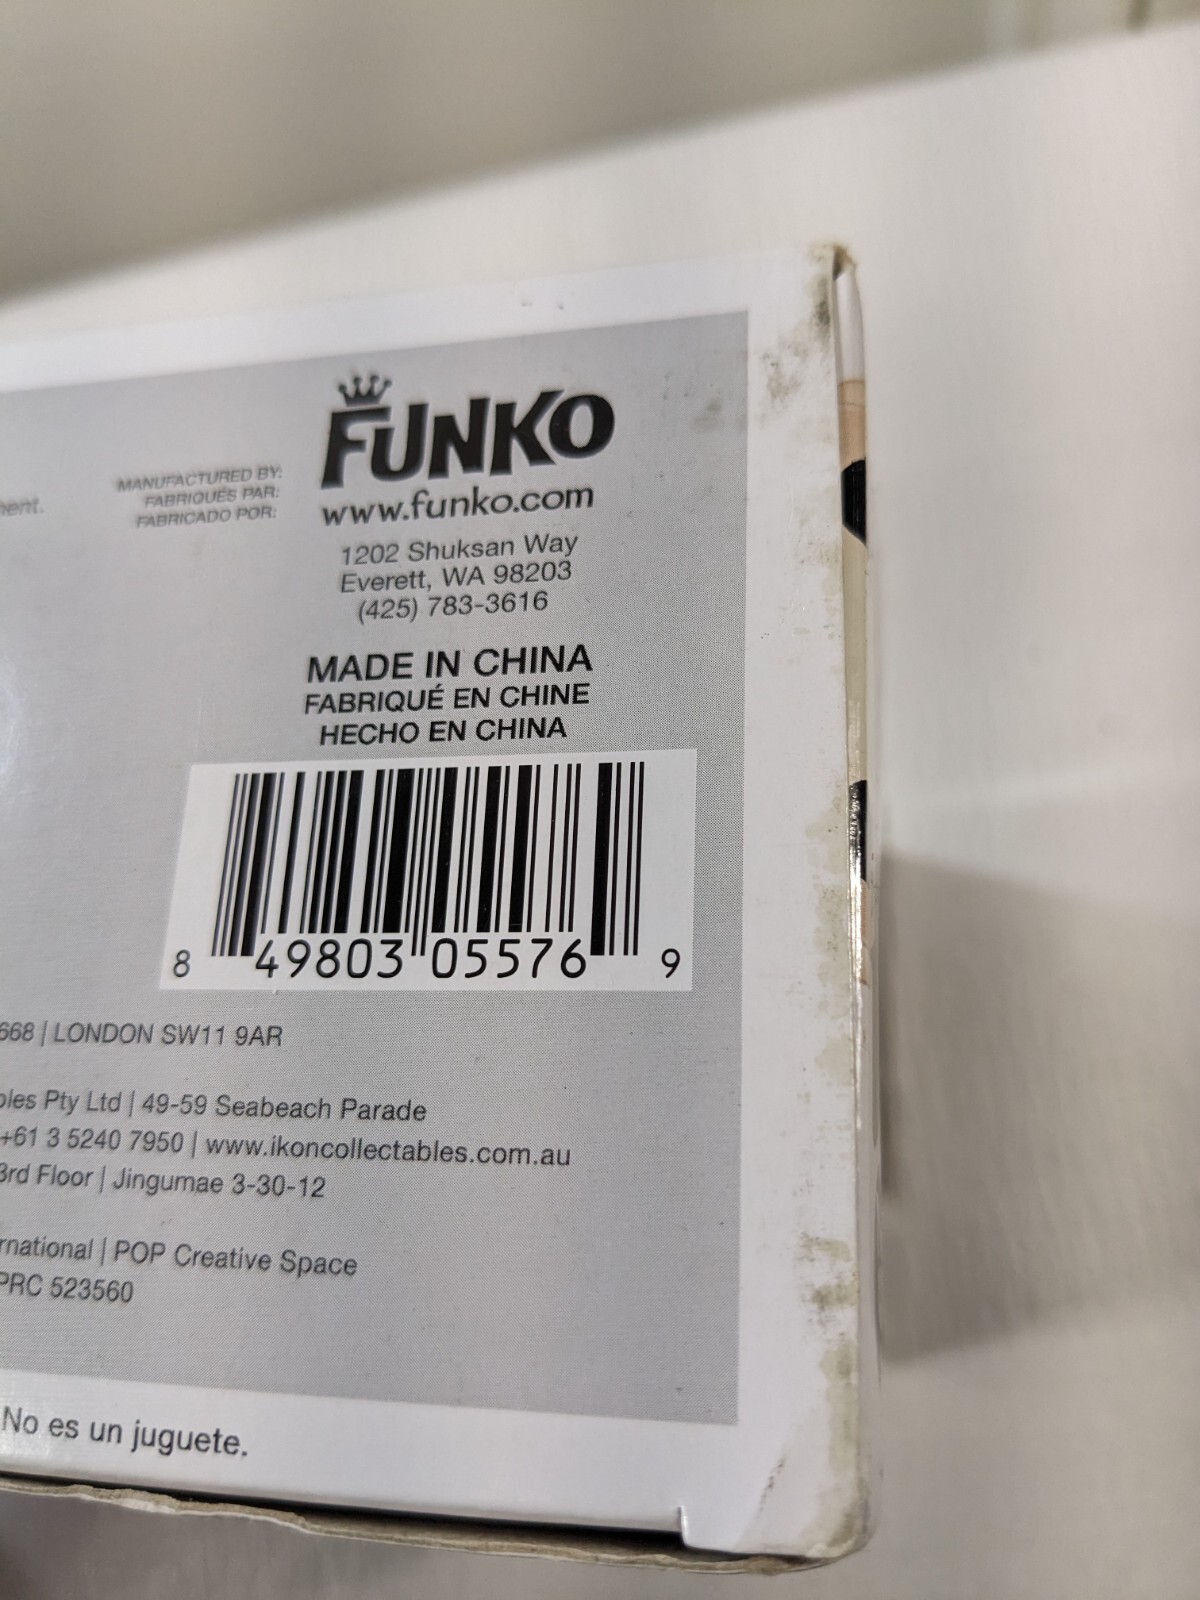 FUNKO
www.funko.com
MANUFACTURED BY:
FABRIQUÉS PAR:
FABRICADO POR:
1202 Shuksan Way
Everett, WA 98203
(425) 783-3616
MADE IN CHINA
FABRIQUÉ EN CHINE
HECHO EN CHINA
8 49803 05576 9
668 | LONDON SW11 9AR
Pty Ltd | 49-59 Seabeach Parade
+61 3 5240 7950 | www.ikoncollectables.com.au
3rd Floor | Jingumae 3-30-12
| POP Creative Space
PRC 523560
No es un juguete.